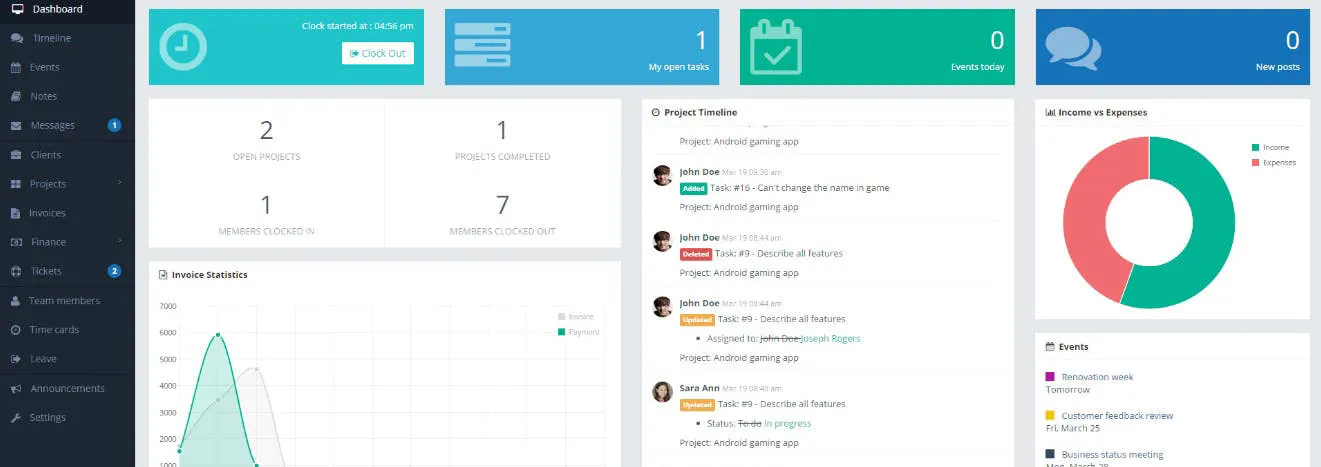 Dashboard
Timeline
Events
Notes
Messages 1
Clients
Projects
Invoices
Finance
Tickets 2
Team members
Time cards
Leave
Announcements
Settings
Clock started at : 04:56 pm
Clock Out
1
My open tasks
0
Events today
0
New posts
2
OPEN PROJECTS
1
PROJECTS COMPLETED
1
MEMBERS CLOCKED IN
7
MEMBERS CLOCKED OUT
Invoice Statistics
7000
6000
5000
4000
3000
2000
1000
Invoice
Payment
Project Timeline
Project: Android gaming app
John Doe Mar 19 09:30 am
Added Task: #16 - Can't change the name in game
Project: Android gaming app
John Doe Mar 19 08:44 am
Deleted Task: #9 - Describe all features
Project: Android gaming app
John Doe Mar 19 08:44 am
Updated Task: #9 - Describe all features
Assigned to: John Doe Joseph Rogers
Project: Android gaming app
Sara Ann Mar 19 08:43 am
Updated Task: #9 - Describe all features
Status: To do In progress
Project: Android gaming app
Income vs Expenses
Income
Expenses
Events
Renovation week
Tomorrow
Customer feedback review
Fri, March 25
Business status meeting
Mon, March 28